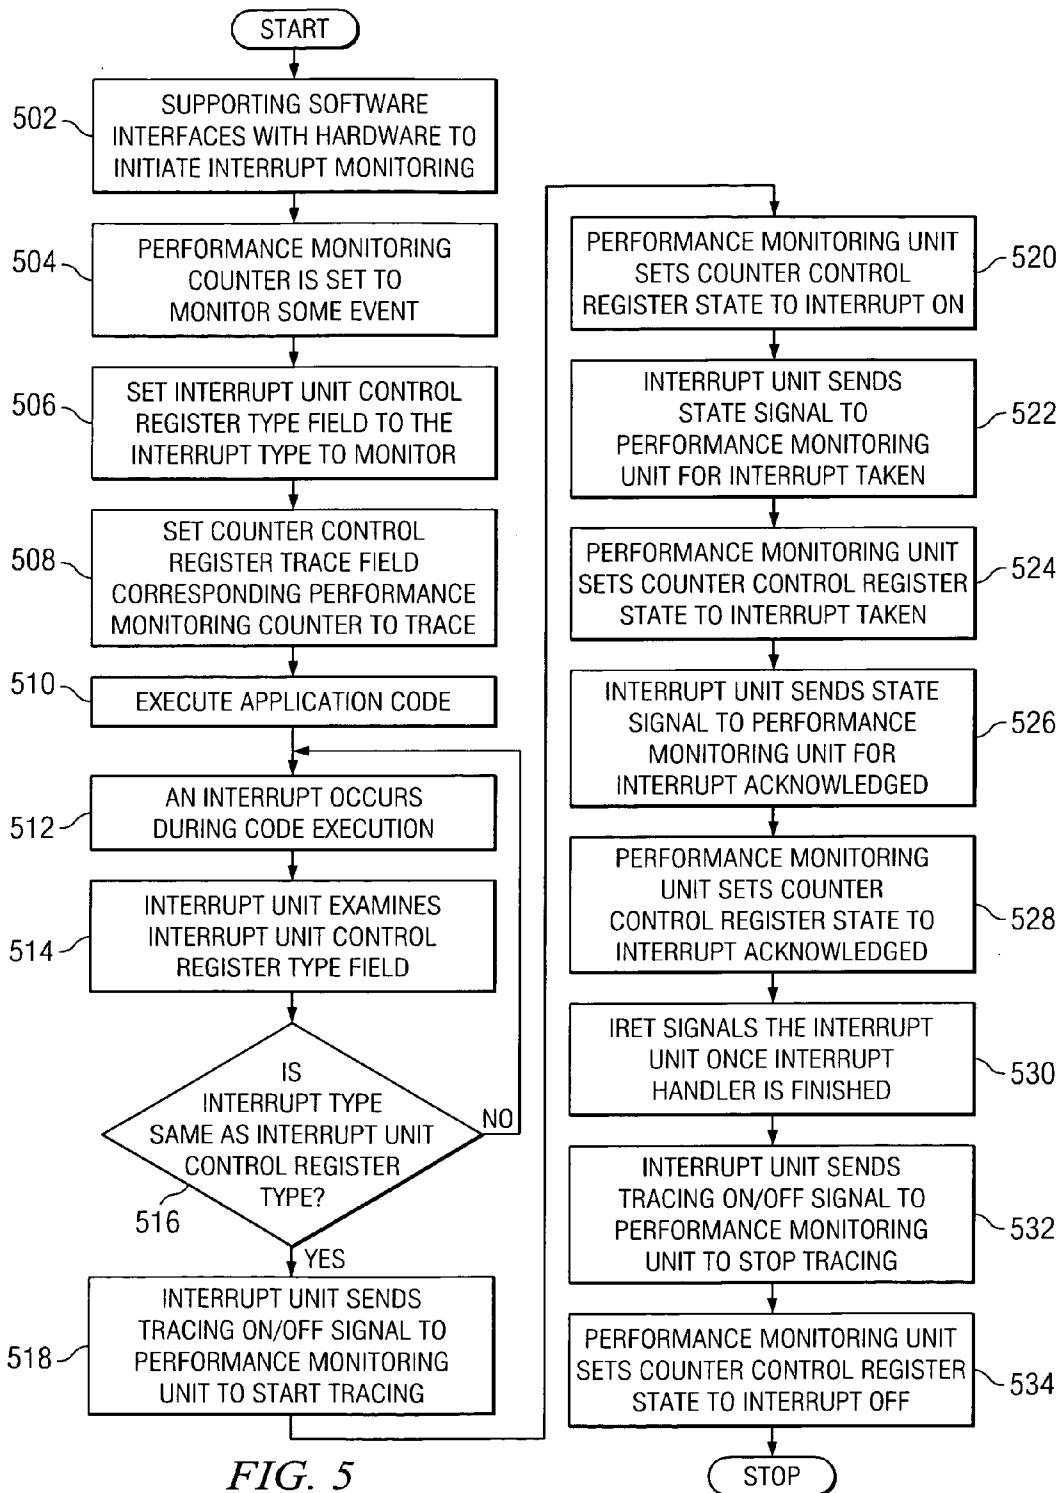 START
502
SUPPORTING SOFTWARE
INTERFACES WITH HARDWARE TO
INITIATE INTERRUPT MONITORING
504
PERFORMANCE MONITORING
COUNTER IS SET TO
MONITOR SOME EVENT
506
SET INTERRUPT UNIT CONTROL
REGISTER TYPE FIELD TO THE
INTERRUPT TYPE TO MONITOR
508
SET COUNTER CONTROL
REGISTER TRACE FIELD
CORRESPONDING PERFORMANCE
MONITORING COUNTER TO TRACE
510
EXECUTE APPLICATION CODE
512
AN INTERRUPT OCCURS
DURING CODE EXECUTION
514
INTERRUPT UNIT EXAMINES
INTERRUPT UNIT CONTROL
REGISTER TYPE FIELD
IS
INTERRUPT TYPE
SAME AS INTERRUPT UNIT
CONTROL REGISTER
TYPE?
516
NO
YES
518
INTERRUPT UNIT SENDS
TRACING ON/OFF SIGNAL TO
PERFORMANCE MONITORING
UNIT TO START TRACING
PERFORMANCE MONITORING UNIT
SETS COUNTER CONTROL
REGISTER STATE TO INTERRUPT ON
520
INTERRUPT UNIT SENDS
STATE SIGNAL TO
PERFORMANCE MONITORING
UNIT FOR INTERRUPT TAKEN
522
PERFORMANCE MONITORING UNIT
SETS COUNTER CONTROL REGISTER
STATE TO INTERRUPT TAKEN
524
INTERRUPT UNIT SENDS STATE
SIGNAL TO PERFORMANCE
MONITORING UNIT FOR
INTERRUPT ACKNOWLEDGED
526
PERFORMANCE MONITORING
UNIT SETS COUNTER
CONTROL REGISTER STATE TO
INTERRUPT ACKNOWLEDGED
528
IRET SIGNALS THE INTERRUPT
UNIT ONCE INTERRUPT
HANDLER IS FINISHED
530
INTERRUPT UNIT SENDS
TRACING ON/OFF SIGNAL TO
PERFORMANCE MONITORING
UNIT TO STOP TRACING
532
PERFORMANCE MONITORING UNIT
SETS COUNTER CONTROL REGISTER
STATE TO INTERRUPT OFF
534
STOP
FIG. 5